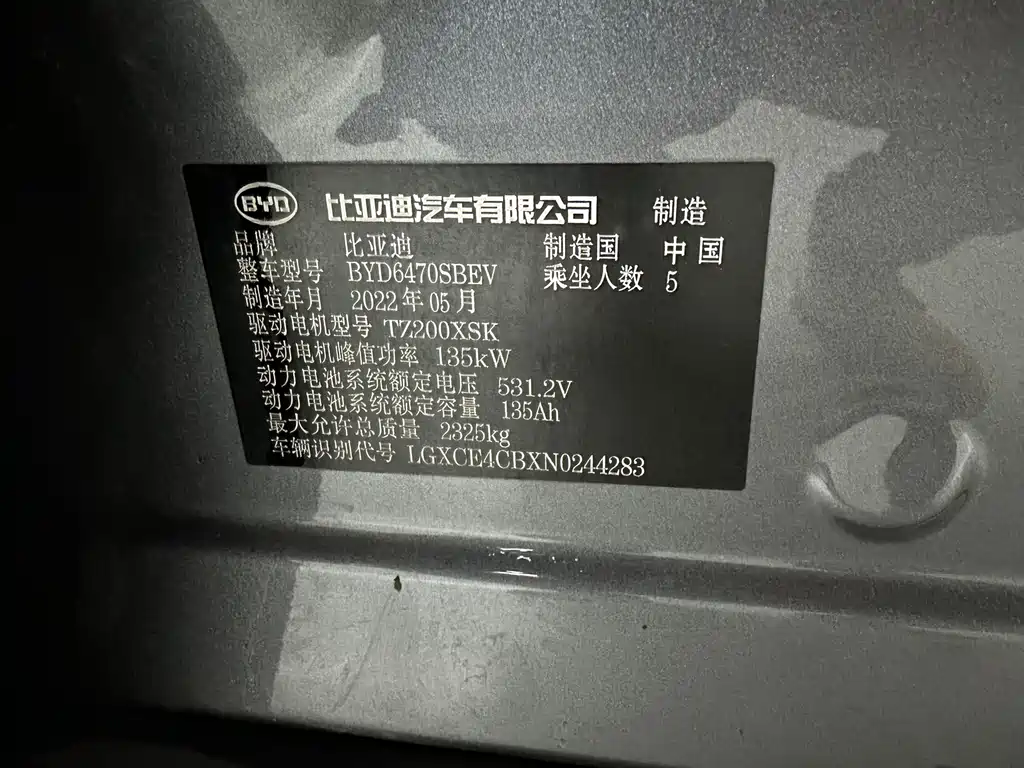 BYD 比亚迪汽车有限公司 制造
品牌 比亚迪 制造国 中国
整车型号 BYD6470SBEV 乘坐人数 5
制造年月 2022年05月
驱动电机型号 TZ200XSK
驱动电机峰值功率 135kW
动力电池系统额定电压 531.2V
动力电池系统额定容量 135Ah
最大允许总质量 2325kg
车辆识别代号 LGXCE4CBXN0244283